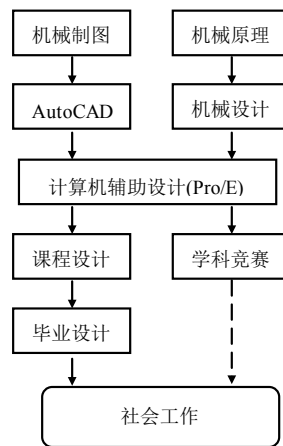 机械制图
机械原理
AutoCAD
机械设计
计算机辅助设计(Pro/E)
课程设计
学科竞赛
毕业设计
社会工作